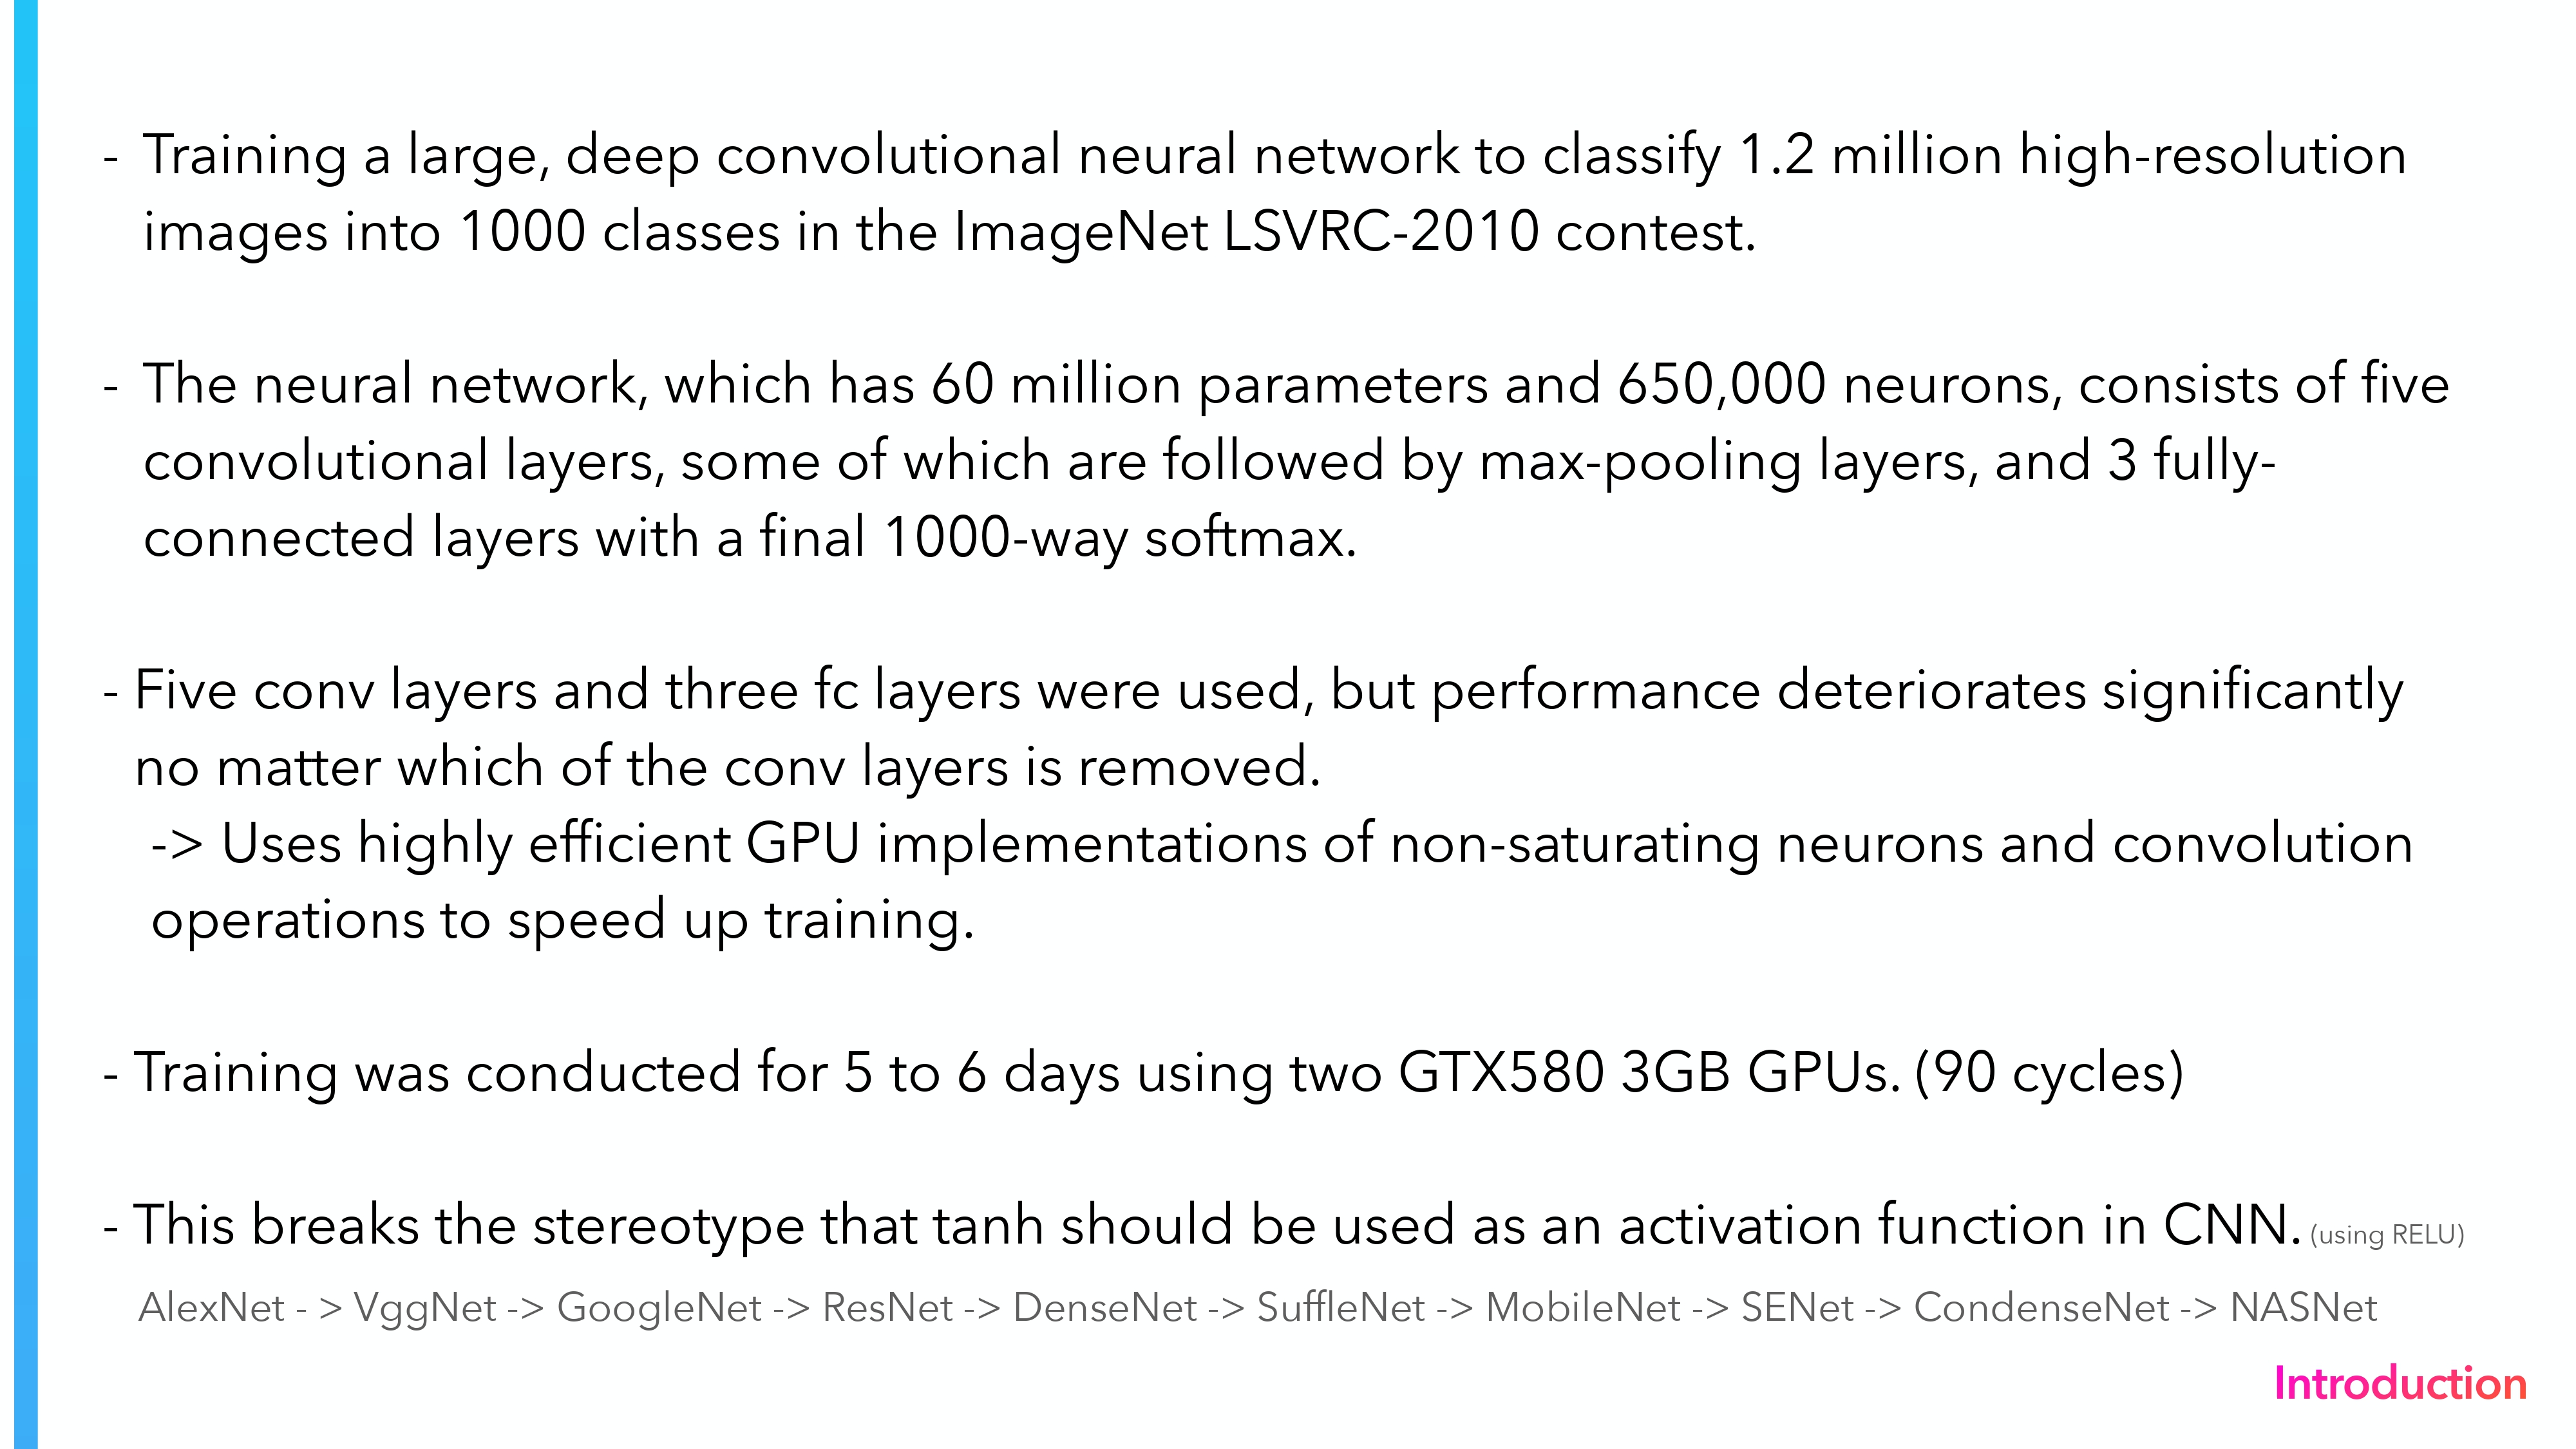 - Training a large, deep convolutional neural network to classify 1.2 million high-resolution
images into 1000 classes in the ImageNet LSVRC-2010 contest.
- The neural network, which has 60 million parameters and 650,000 neurons, consists of five
convolutional layers, some of which are followed by max-pooling layers, and 3 fully-
connected layers with a final 1000-way softmax.
- Five conv layers and three fc layers were used, but performance deteriorates significantly
no matter which of the conv layers is removed.
-> Uses highly efficient GPU implementations of non-saturating neurons and convolution
operations to speed up training.
- Training was conducted for 5 to 6 days using two GTX580 3GB GPUs. (90 cycles)
- This breaks the stereotype that tanh should be used as an activation function in CNN. (using RELU)
AlexNet - > VggNet -> GoogleNet -> ResNet -> DenseNet -> SuffleNet -> MobileNet -> SENet -> CondenseNet -> NASNet
Introduction